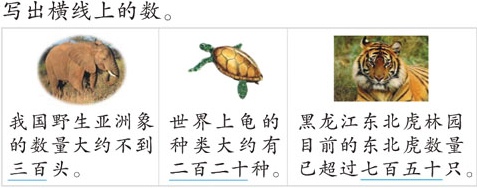 写出横线上的数。
我国野生亚洲象
的数量大约不到
三百头。
世界上龟的
种类大约有
二百二十种。
黑龙江东北虎林园
目前的东北虎数量
已超过七百五十只。